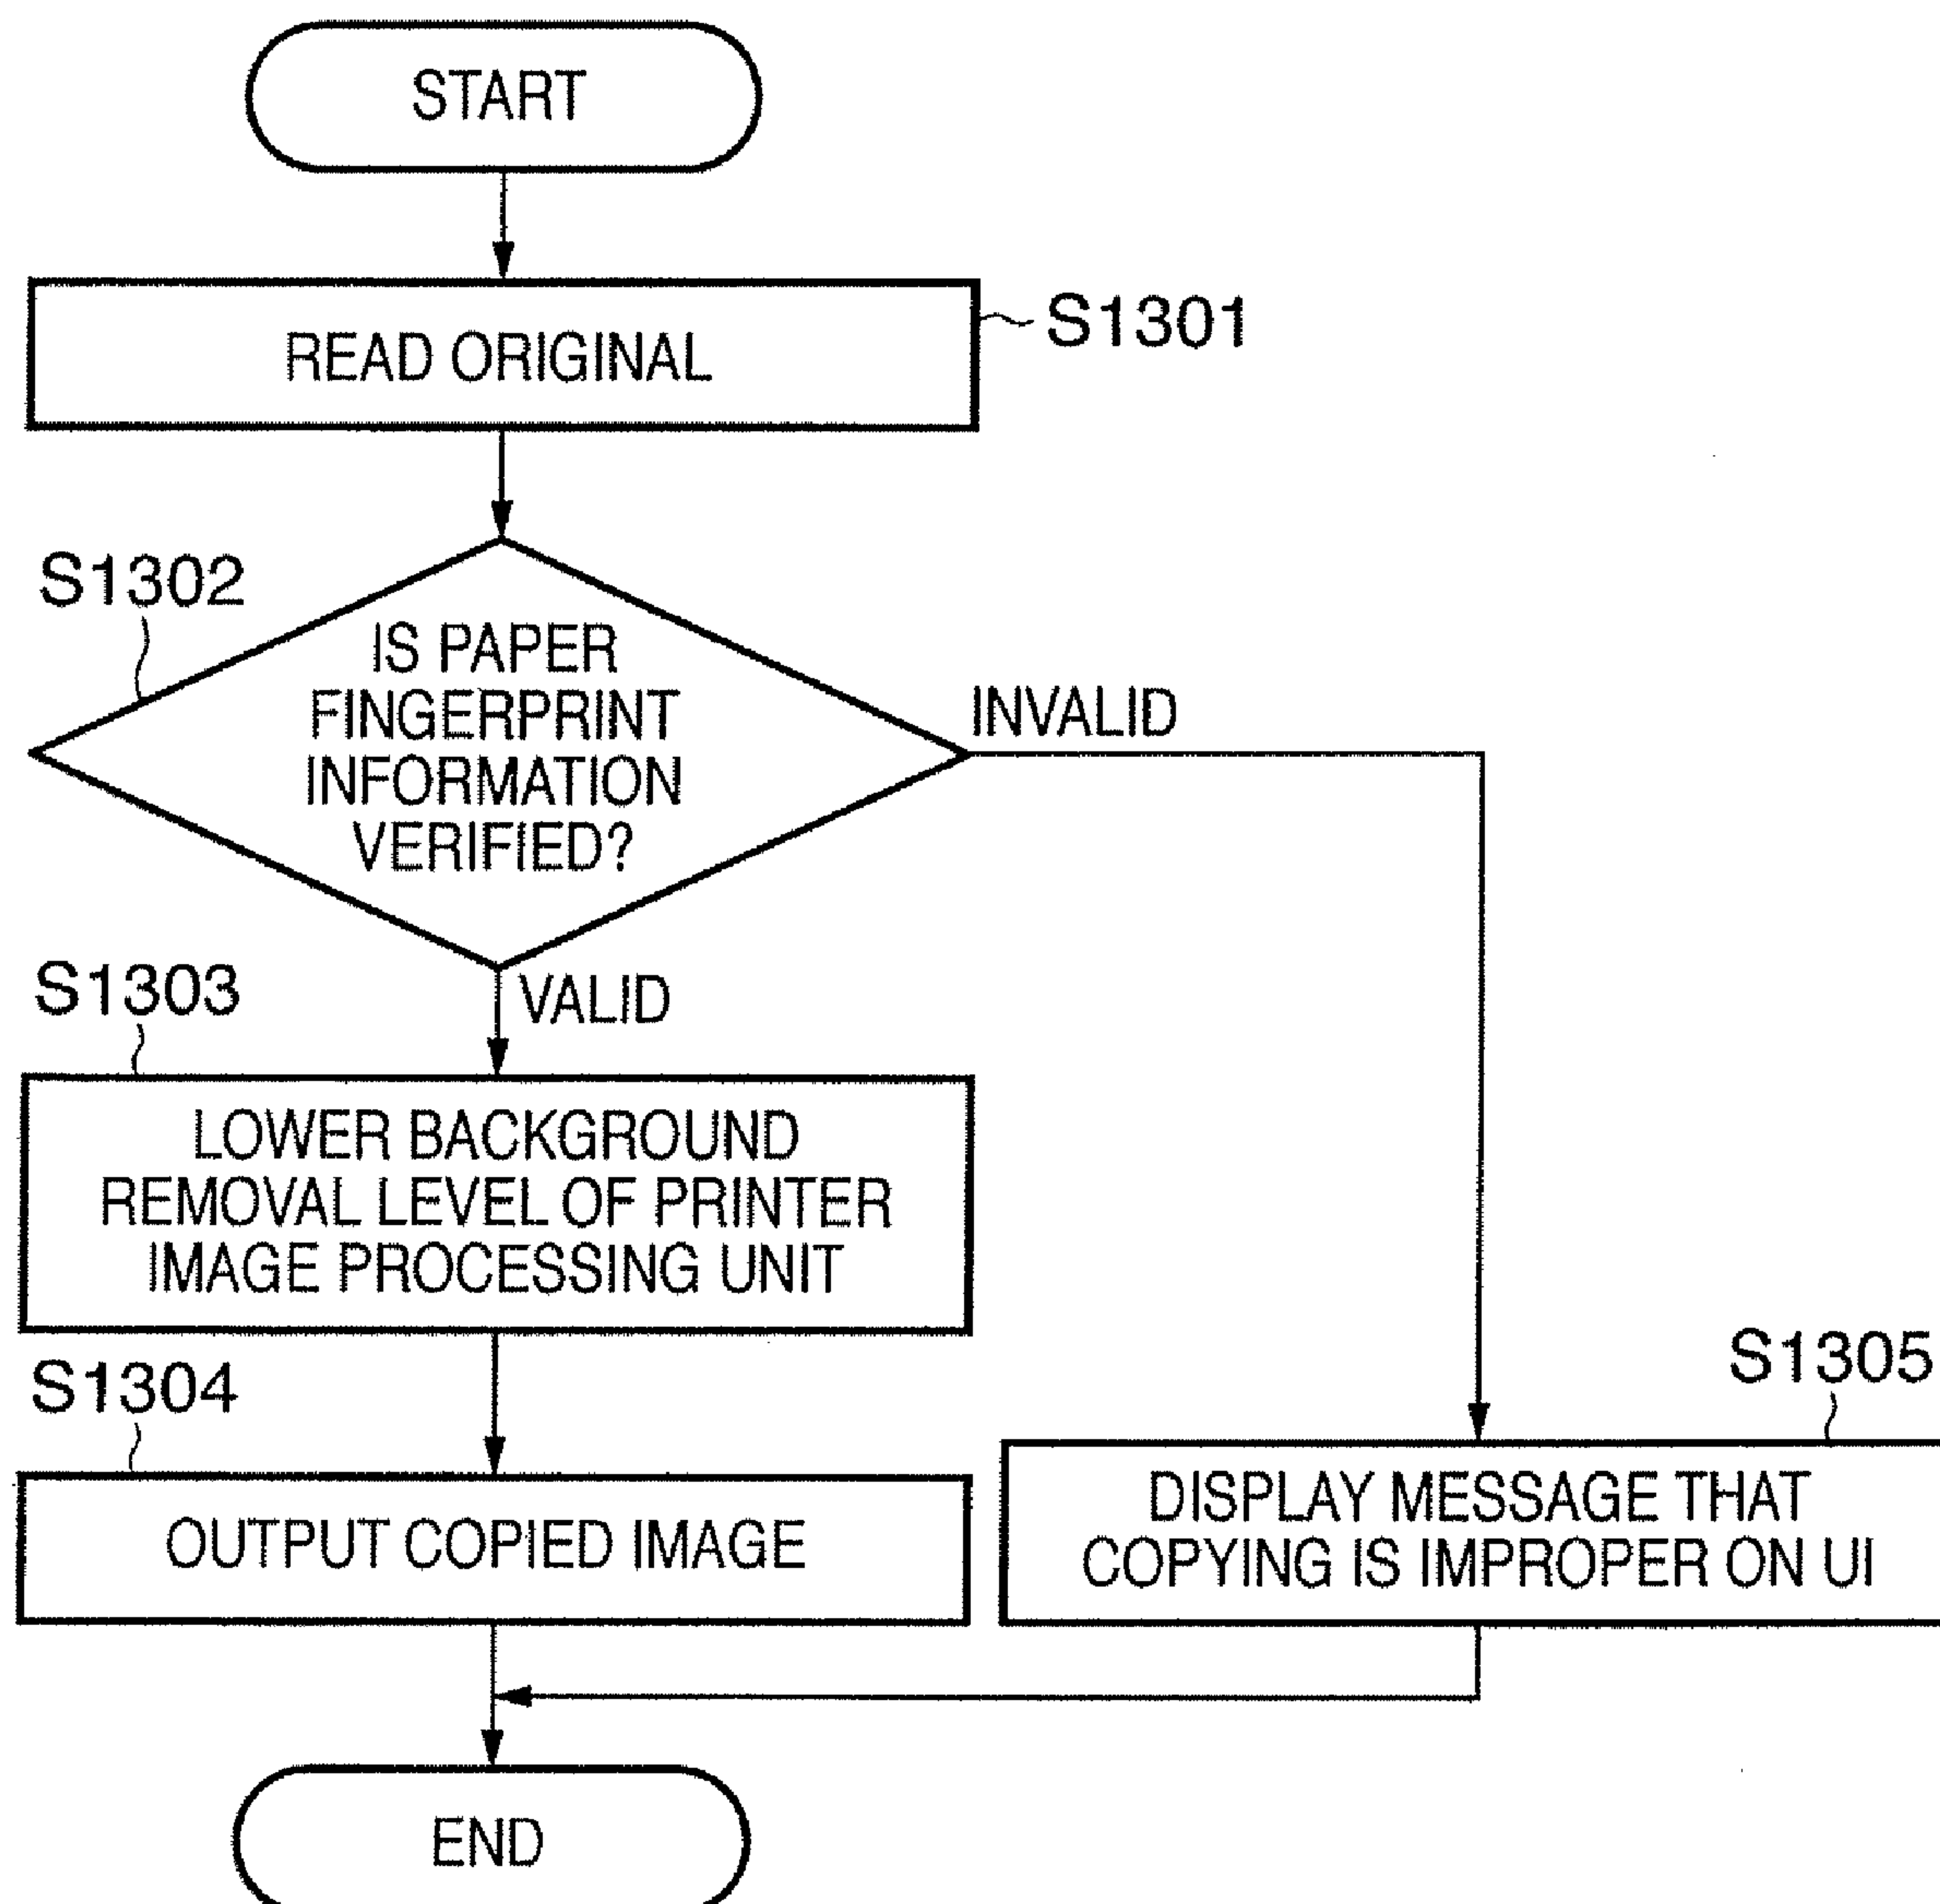 START
READ ORIGINAL
S1301
S1302
IS PAPER
FINGERPRINT
INFORMATION
VERIFIED?
INVALID
VALID
S1303
LOWER BACKGROUND
REMOVAL LEVEL OF PRINTER
IMAGE PROCESSING UNIT
S1304
OUTPUT COPIED IMAGE
S1305
DISPLAY MESSAGE THAT
COPYING IS IMPROPER ON UI
END